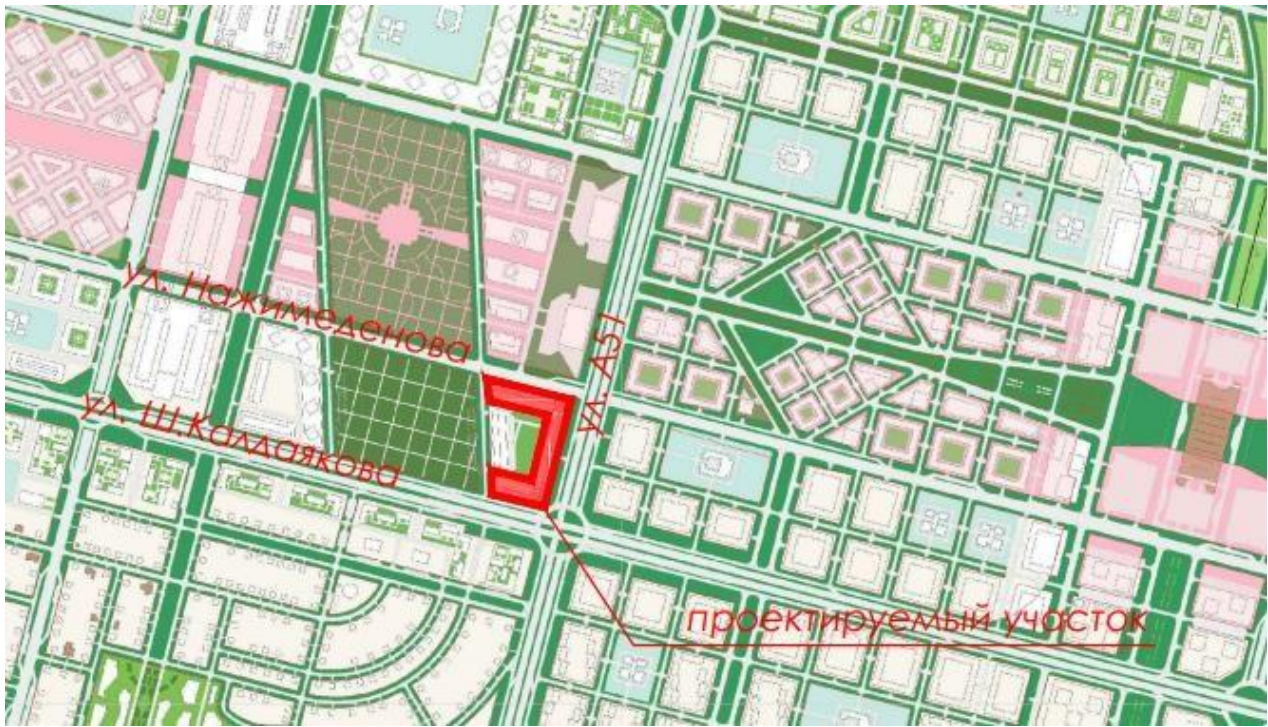 ул. Нажимеденова
ул. А51
ул. Ш.Калдаякова
проектируемый участок